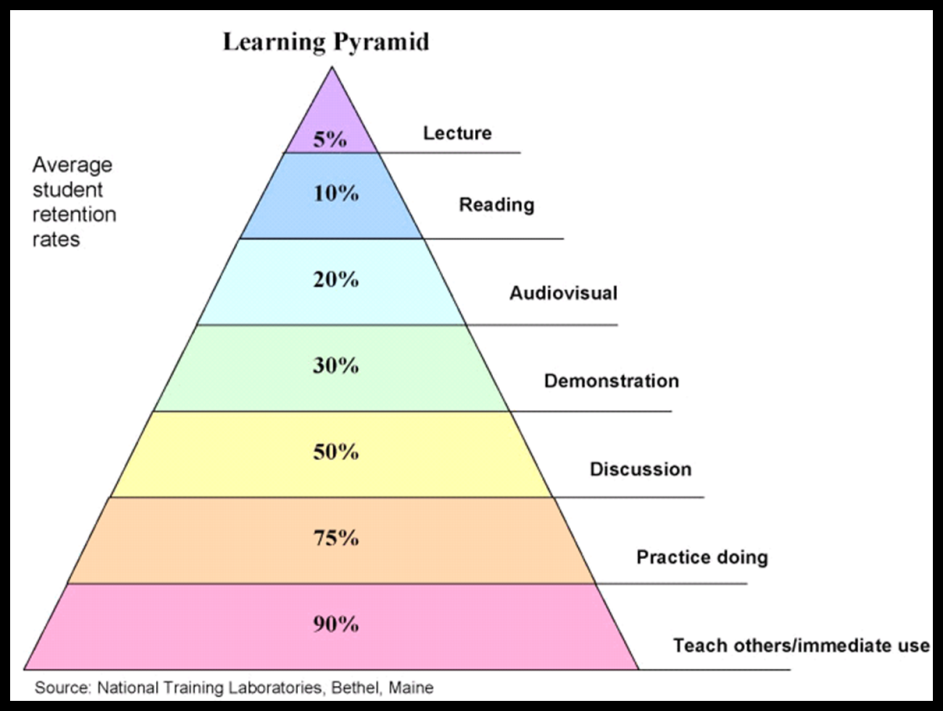 Learning Pyramid
Average
student
retention
rates
5%
Lecture
10%
Reading
20%
Audiovisual
30%
Demonstration
50%
Discussion
75%
Practice doing
90%
Teach others/immediate use
Source: National Training Laboratories, Bethel, Maine